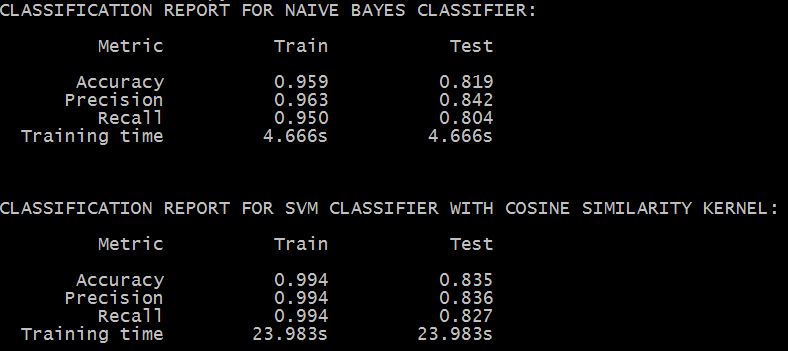 CLASSIFICATION REPORT FOR NAIVE BAYES CLASSIFIER:
Metric Train Test
Accuracy 0.959 0.819
Precision 0.963 0.842
Recall 0.950 0.804
Training time 4.666s 4.666s
CLASSIFICATION REPORT FOR SVM CLASSIFIER WITH COSINE SIMILARITY KERNEL:
Metric Train Test
Accuracy 0.994 0.835
Precision 0.994 0.836
Recall 0.994 0.827
Training time 23.983s 23.983s